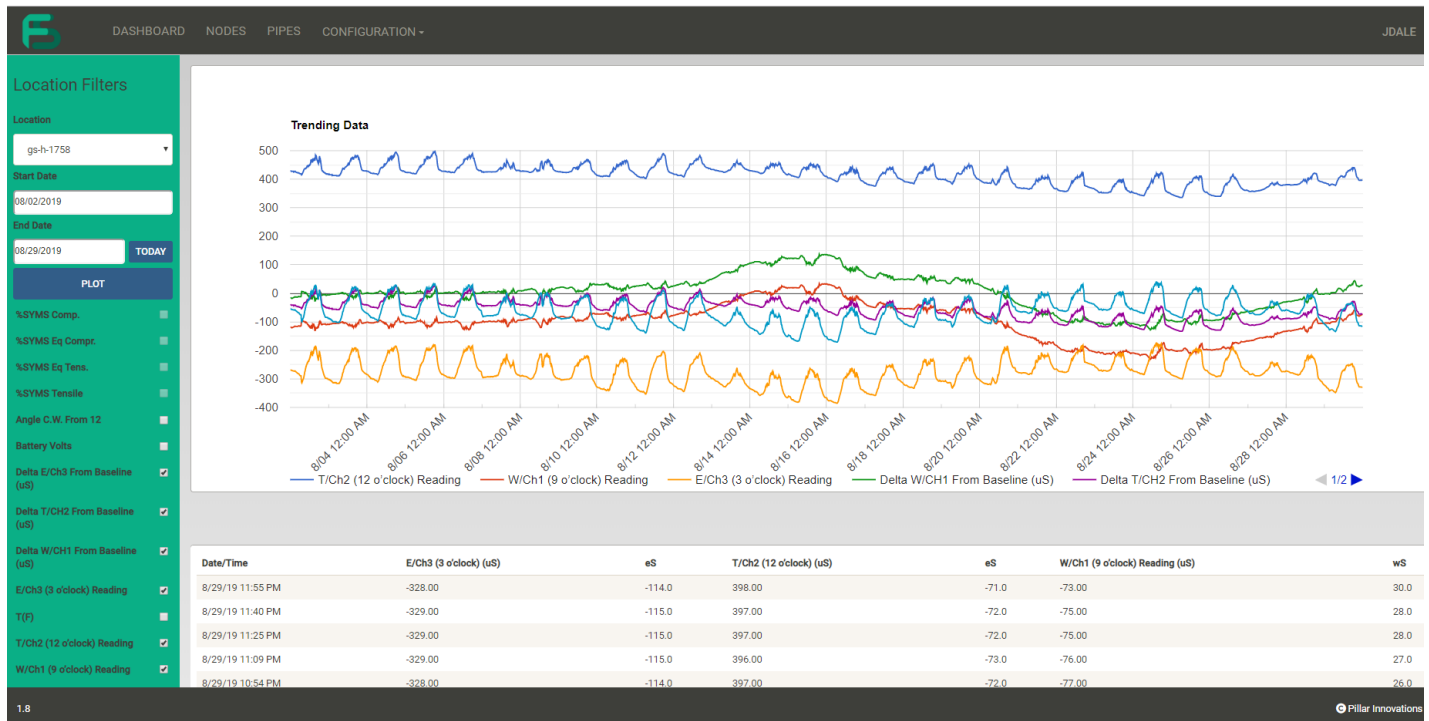 DASHBOARD NODES PIPES CONFIGURATION JDALE
Location Filters
Location
gs-h-1758
Start Date
08/02/2019
End Date
08/29/2019 TODAY
PLOT
%SYMS Comp.
%SYMS Eq Compr.
%SYMS Eq Tens.
%SYMS Tensile
Angle C.W. From 12
Battery Volts
Delta E/Ch3 From Baseline
(uS)
Delta T/CH2 From Baseline
(uS)
Delta W/CH1 From Baseline
(uS)
E/Ch3 (3 o'clock) Reading
T(F)
T/Ch2 (12 o'clock) Reading
W/Ch1 (9 o'clock) Reading
Trending Data
500
400
300
200
100
0
-100
-200
-300
-400
8/04 12:00 AM 8/06 12:00 AM 8/08 12:00 AM 8/10 12:00 AM 8/12 12:00 AM 8/14 12:00 AM 8/16 12:00 AM 8/18 12:00 AM 8/20 12:00 AM 8/22 12:00 AM 8/24 12:00 AM 8/26 12:00 AM 8/28 12:00 AM
T/Ch2 (12 o'clock) Reading W/Ch1 (9 o'clock) Reading E/Ch3 (3 o'clock) Reading Delta W/CH1 From Baseline (uS) Delta T/CH2 From Baseline (uS) 1/2
Date/Time E/Ch3 (3 o'clock) (uS) eS T/Ch2 (12 o'clock) (uS) eS W/Ch1 (9 o'clock) Reading (uS) wS
8/29/19 11:55 PM -328.00 -114.0 398.00 -71.0 -73.00 30.0
8/29/19 11:40 PM -329.00 -115.0 397.00 -72.0 -75.00 28.0
8/29/19 11:25 PM -329.00 -115.0 397.00 -72.0 -75.00 28.0
8/29/19 11:09 PM -329.00 -115.0 396.00 -73.0 -76.00 27.0
8/29/19 10:54 PM -328.00 -114.0 397.00 -72.0 -77.00 26.0
1.8 © Pillar Innovations